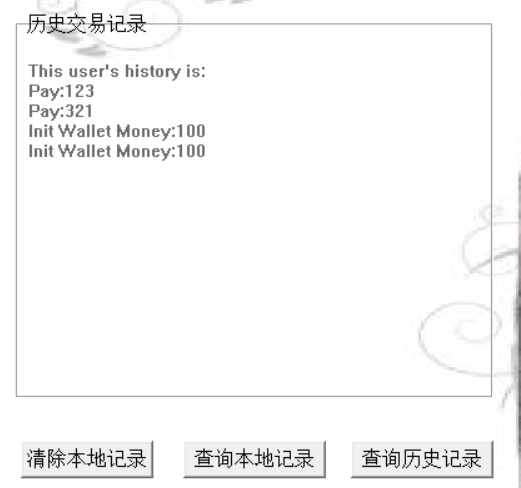 历史交易记录
This user's history is:
Pay:123
Pay:321
Init Wallet Money:100
Init Wallet Money:100
清除本地记录
查询本地记录
查询历史记录